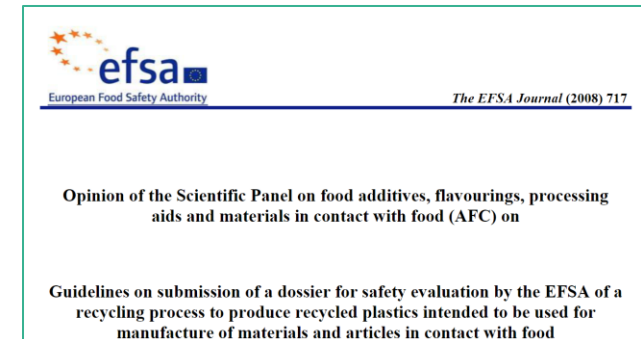 efsa
European Food Safety Authority
The EFSA Journal (2008) 717
Opinion of the Scientific Panel on food additives, flavourings, processing
aids and materials in contact with food (AFC) on
Guidelines on submission of a dossier for safety evaluation by the EFSA of a
recycling process to produce recycled plastics intended to be used for
manufacture of materials and articles in contact with food